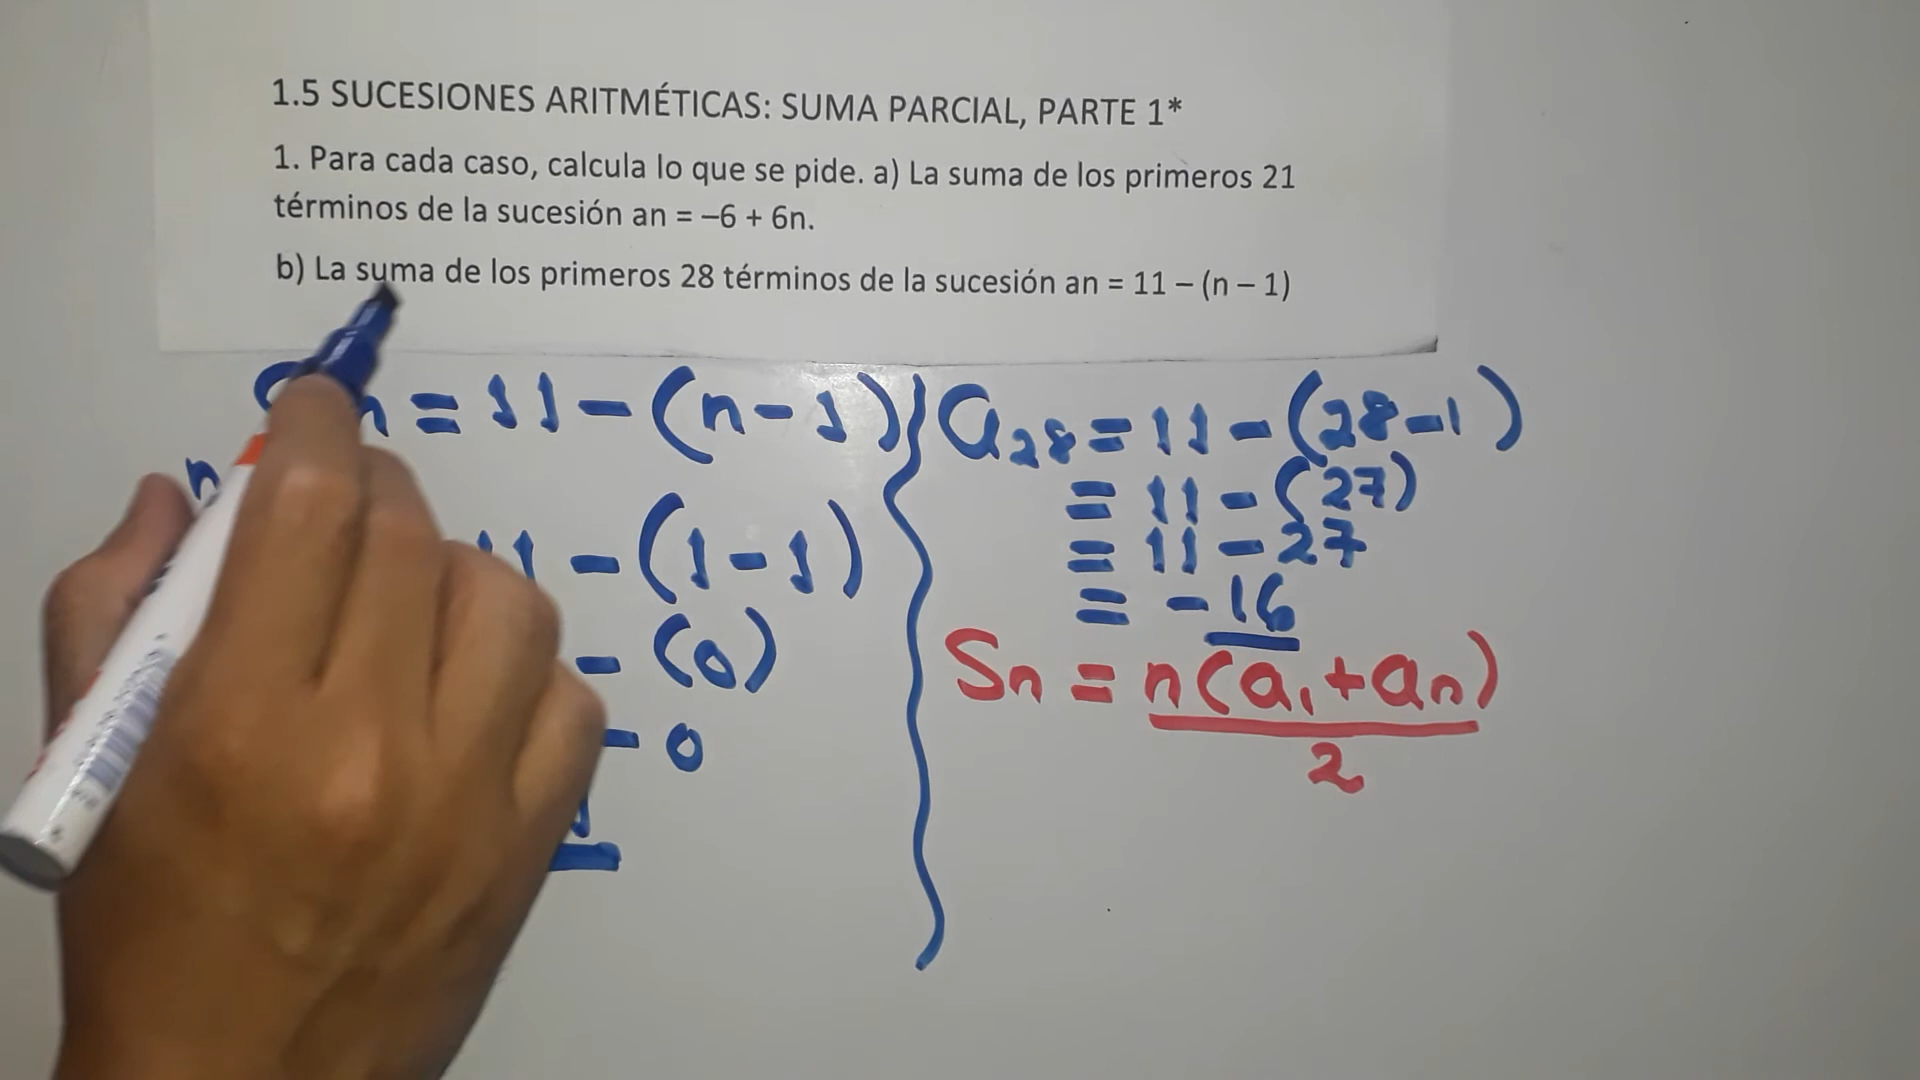 1.5 SUCESIONES ARITMÉTICAS: SUMA PARCIAL, PARTE 1*
1. Para cada caso, calcula lo que se pide. a) La suma de los primeros 21
términos de la sucesión an = –6 + 6n.
b) La suma de los primeros 28 términos de la sucesión an = 11 – (n – 1)
n = 11 - (n - 1)
n
11 - (1 - 1)
- (0)
- 0
a28 = 11 - (28 - 1)
= 11 - (27)
= 11 - 27
= -16
Sn = n(a1 + an)
2